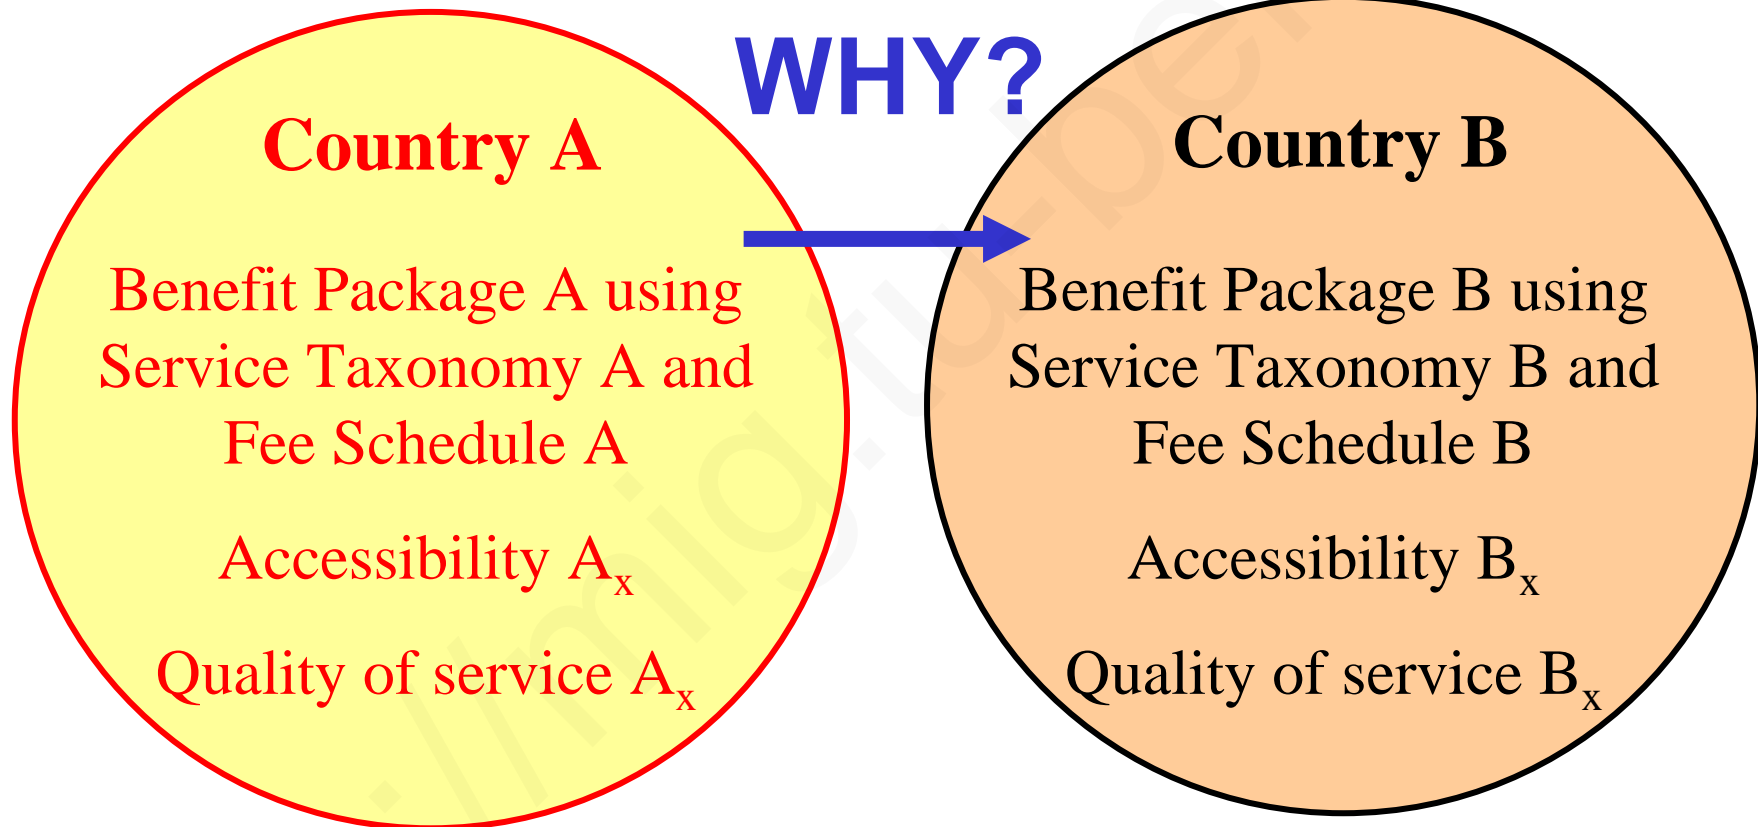 WHY?
Country A
Benefit Package A using
Service Taxonomy A and
Fee Schedule A
Accessibility Aₓ
Quality of service Aₓ
Country B
Benefit Package B using
Service Taxonomy B and
Fee Schedule B
Accessibility Bₓ
Quality of service Bₓ